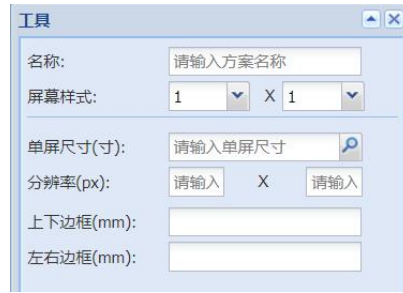 工具
名称: 请输入方案名称
屏幕样式: 1 X 1
单屏尺寸(寸): 请输入单屏尺寸
分辨率(px): 请输入 X 请输入
上下边框(mm):
左右边框(mm):